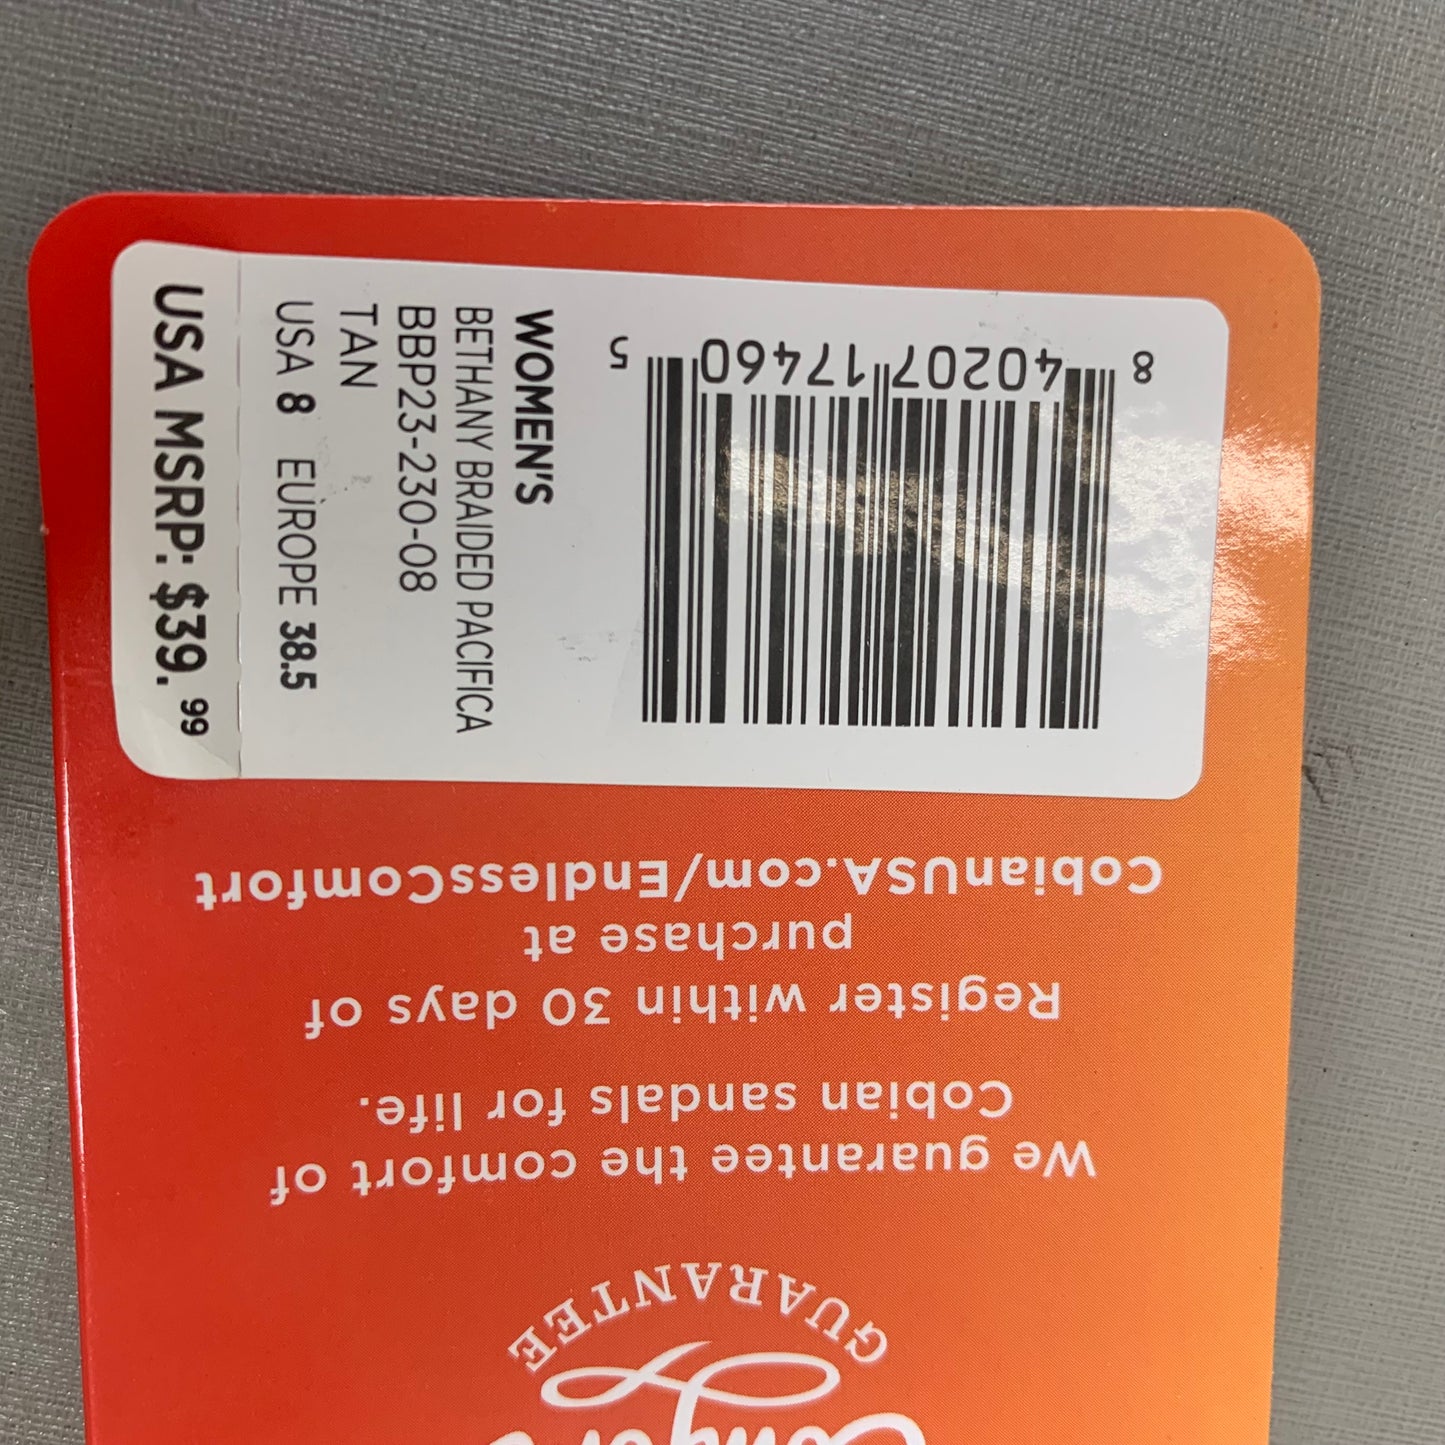 GUARANTEE
We guarantee the comfort of
Cobian sandals for life.
Register within 30 days of
purchase at
CobianUSA.com/EndlessComfort
8 40207 17460 5
WOMEN'S
BETHANY BRAIDED PACIFICA
BBP23-230-08
TAN
USA 8 EUROPE 38.5
USA MSRP: $39.99